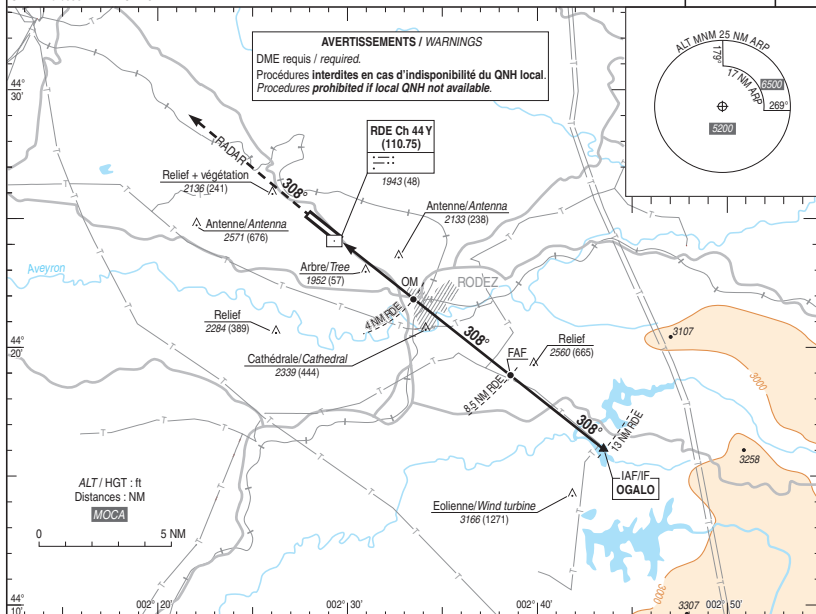 AVERTISSEMENTS / WARNINGS
DME requis / required.
Procédures interdites en cas d'indisponibilité du QNH local.
Procedures prohibited if local QNH not available.
ALT MNM 25 NM ARP
179°
17 NM ARP
6500
269°
5200
44°
30'
RDE Ch 44 Y
(110.75)
1943 (48)
RADAR
308°
Relief + végétation
2136 (241)
Antenne/Antenna
2571 (676)
Antenne/Antenna
2133 (238)
Arbre/Tree
1952 (57)
Aveyron
OM
RODEZ
4 NM RDE
Relief
2284 (389)
308°
3107
44°
20'
Cathédrale/Cathedral
2339 (444)
FAF
Relief
2560 (665)
3000
8.5 NM RDE
308°
13 NM RDE
3258
IAF/IF
OGALO
ALT / HGT : ft
Distances : NM
MOCA
0
5 NM
Eolienne/Wind turbine
3166 (1271)
3000
3307
44°
10'
002° 20'
002° 30'
002° 40'
002° 50'